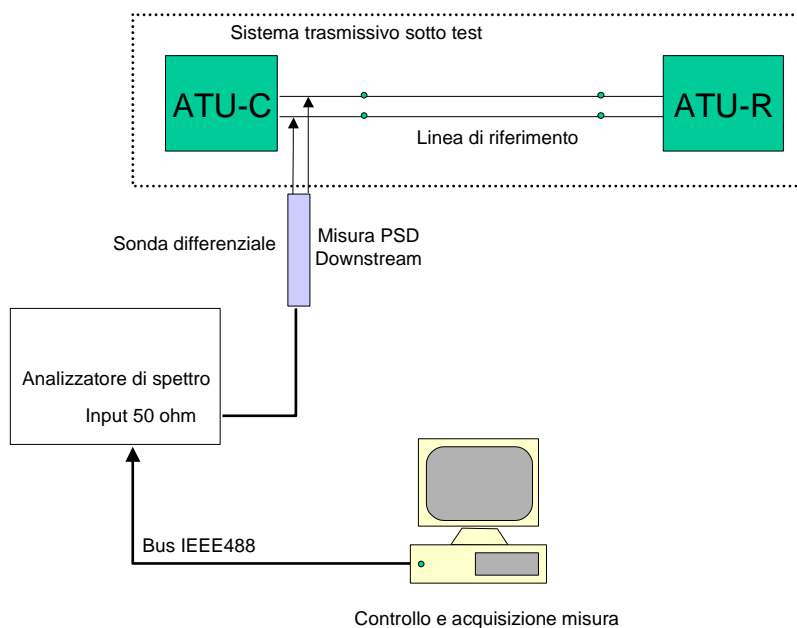 Sistema trasmissivo sotto test
ATU-C
ATU-R
Linea di riferimento
Sonda differenziale
Misura PSD
Downstream
Analizzatore di spettro
Input 50 ohm
Bus IEEE488
Controllo e acquisizione misura